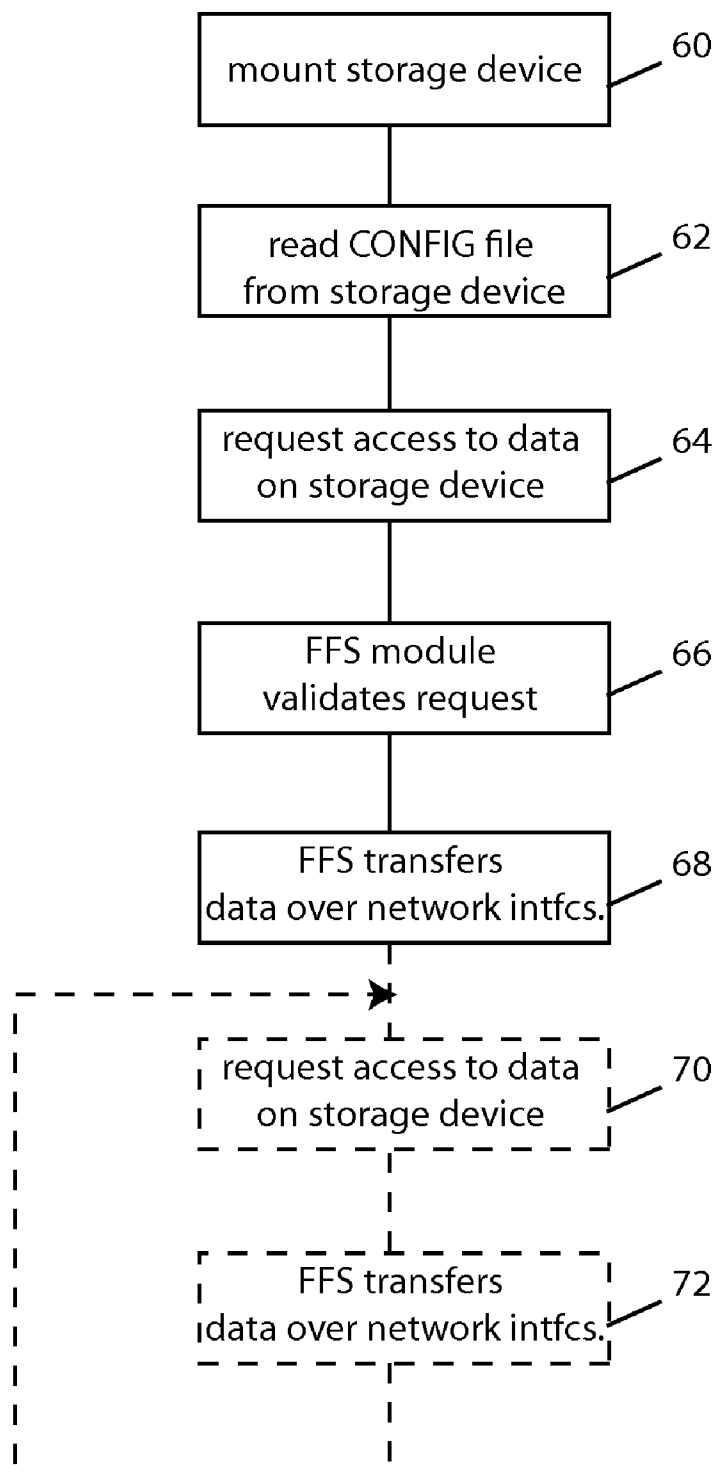 mount storage device
60
read CONFIG file
from storage device
62
request access to data
on storage device
64
FFS module
validates request
66
FFS transfers
data over network intfcs.
68
request access to data
on storage device
70
FFS transfers
data over network intfcs.
72